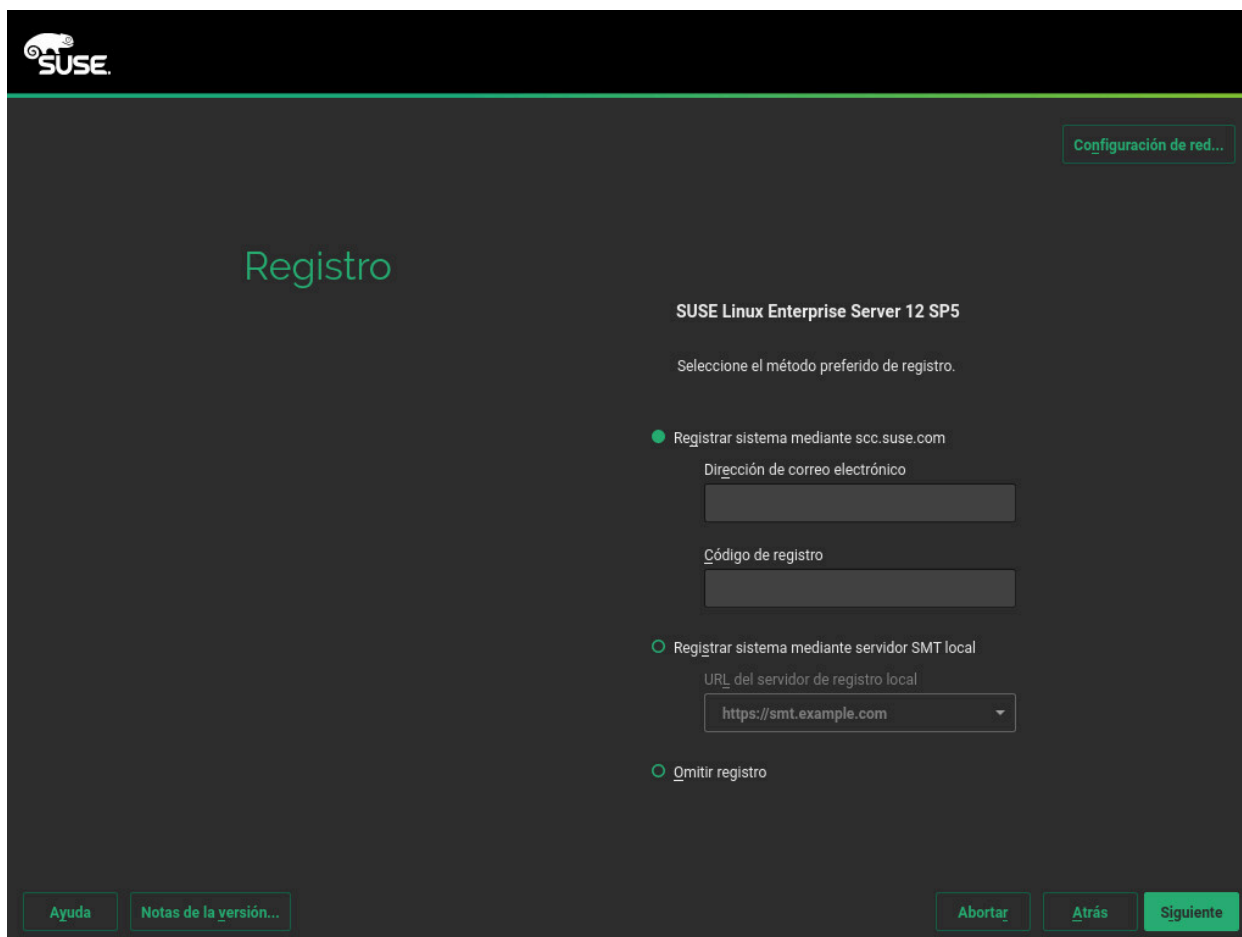 SUSE.
Configuración de red...
Registro
SUSE Linux Enterprise Server 12 SP5
Seleccione el método preferido de registro.
Registrar sistema mediante scc.suse.com
Dirección de correo electrónico
Código de registro
Registrar sistema mediante servidor SMT local
URL del servidor de registro local
https://smt.example.com
Omitir registro
Ayuda
Notas de la versión...
Abortar
Atrás
Siguiente